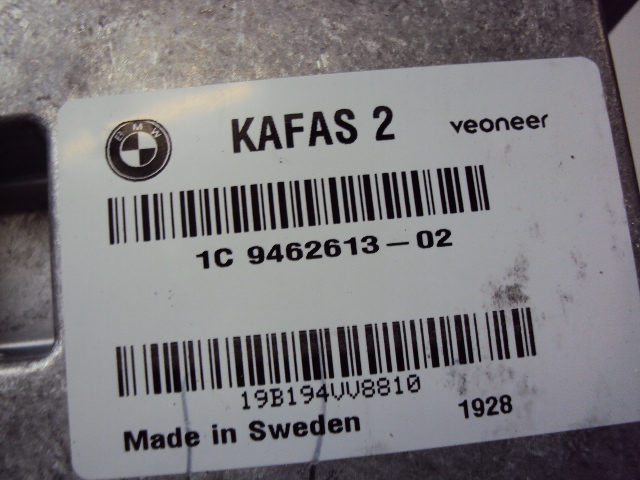 BMW
KAFAS 2 veoneer
1C 9462613-02
19B194VV8810
Made in Sweden 1928